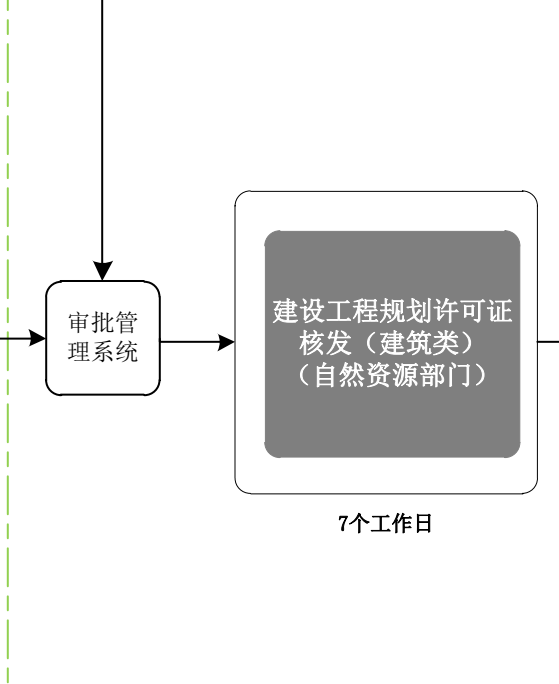 审批管
理系统
建设工程规划许可证
核发（建筑类）
（自然资源部门）
7个工作日